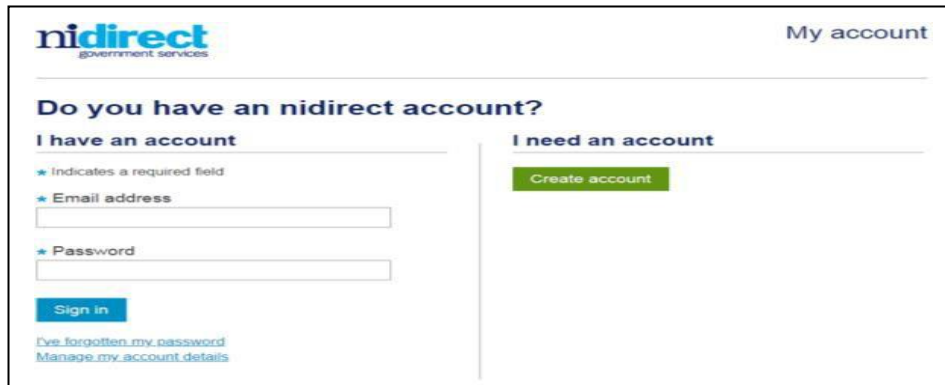 nidirect
government services
My account
Do you have an nidirect account?
I have an account
* Indicates a required field
* Email address
* Password
Sign in
I've forgotten my password
Manage my account details
I need an account
Create account